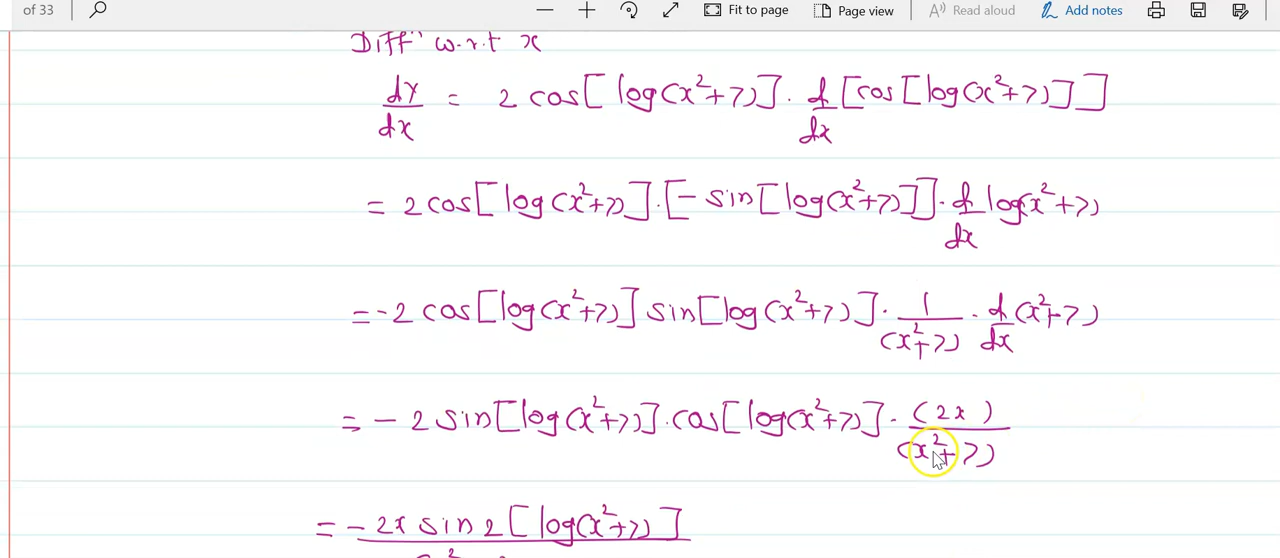 of 33 Fit to page Page view Read aloud Add notes
Diff w.r.t x
dy/dx = 2 cos[log(x²+7)] . d/dx [cos[log(x²+7)]]
= 2 cos[log(x²+7)] . [- sin[log(x²+7)]] . d/dx log(x²+7)
= -2 cos[log(x²+7)] sin[log(x²+7)] . 1/(x²+7) . d/dx (x²+7)
= - 2 sin[log(x²+7)] . cos[log(x²+7)] . (2x)/(x²+7)
= - 2x sin 2 [log(x²+7)]